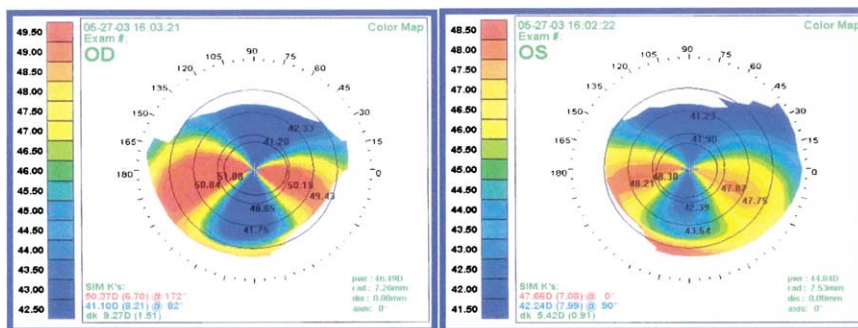 05-27-03 16:03:21 Color Map
Exam #:
OD
49.50
49.00
48.50
48.00
47.50
47.00
46.50
46.00
45.50
45.00
44.50
44.00
43.50
43.00
42.50
90
105 75
120 60
135 45
150 30
165 15
180 0
42.33
41.20
51.08
50.84
50.15
49.43
41.75
SIM K's:
50.37D (6.70) @ 172°
41.10D (8.21) @ 82°
dk 9.27D (1.51)
pwr : 46.49D
rad : 7.26mm
dis : 0.00mm
axis: 0°
05-27-03 16:02:22 Color Map
Exam #:
OS
48.50
48.00
47.50
47.00
46.50
46.00
45.50
45.00
44.50
44.00
43.50
43.00
42.50
42.00
41.50
90
105 75
120 60
135 45
150 30
165 15
180 0
41.23
41.90
48.30
48.21
47.87
47.75
42.39
43.64
SIM K's:
47.66D (7.08) @ 0°
42.24D (7.99) @ 90°
dk 5.42D (0.91)
pwr : 44.84D
rad : 7.53mm
dis : 0.00mm
axis: 0°